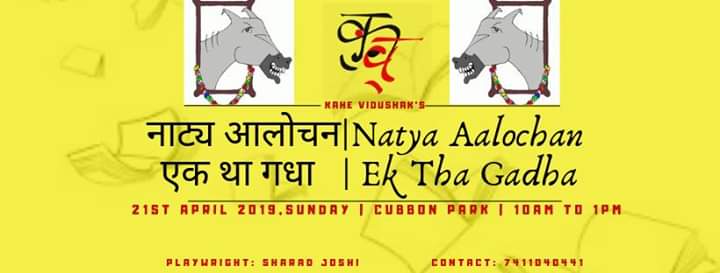 KAHE VIDUSHAK'S
नाट्य आलोचन|Natya Aalochan
एक था गधा | Ek Tha Gadha
21ST APRIL 2019,SUNDAY | CUBBON PARK | 10AM TO 1PM
PLAYWRIGHT: SHARAD JOSHI CONTACT: 7411040441